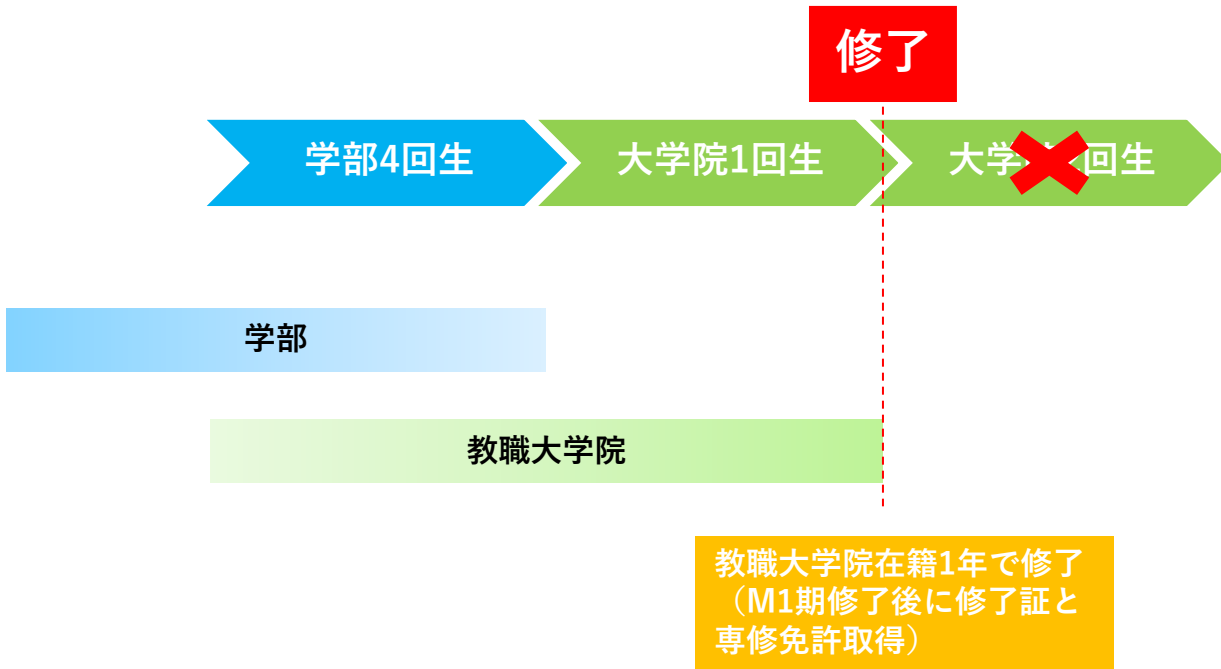 修了
学部4回生
大学院1回生
大学 回生
学部
教職大学院
教職大学院在籍1年で修了
（M1期修了後に修了証と
専修免許取得）